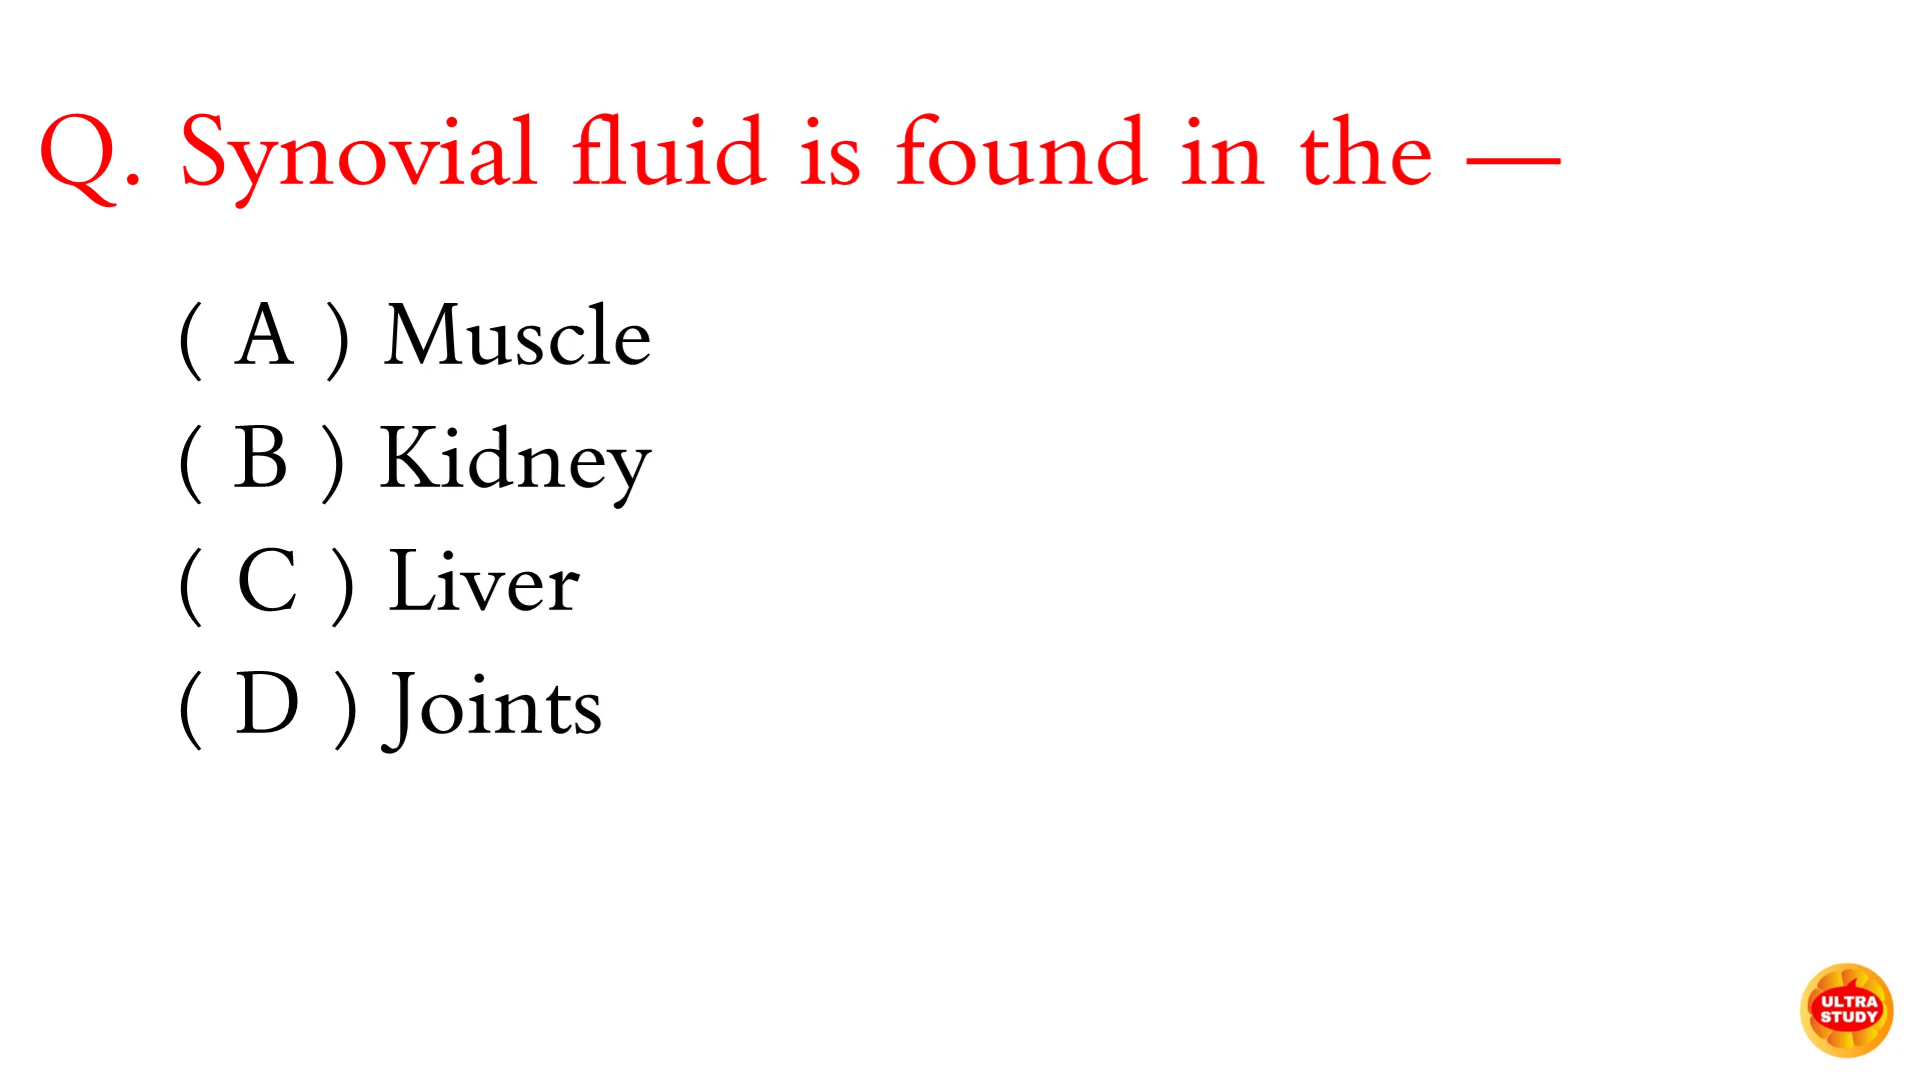 Q. Synovial fluid is found in the —
( A ) Muscle
( B ) Kidney
( C ) Liver
( D ) Joints
ULTRA
STUDY